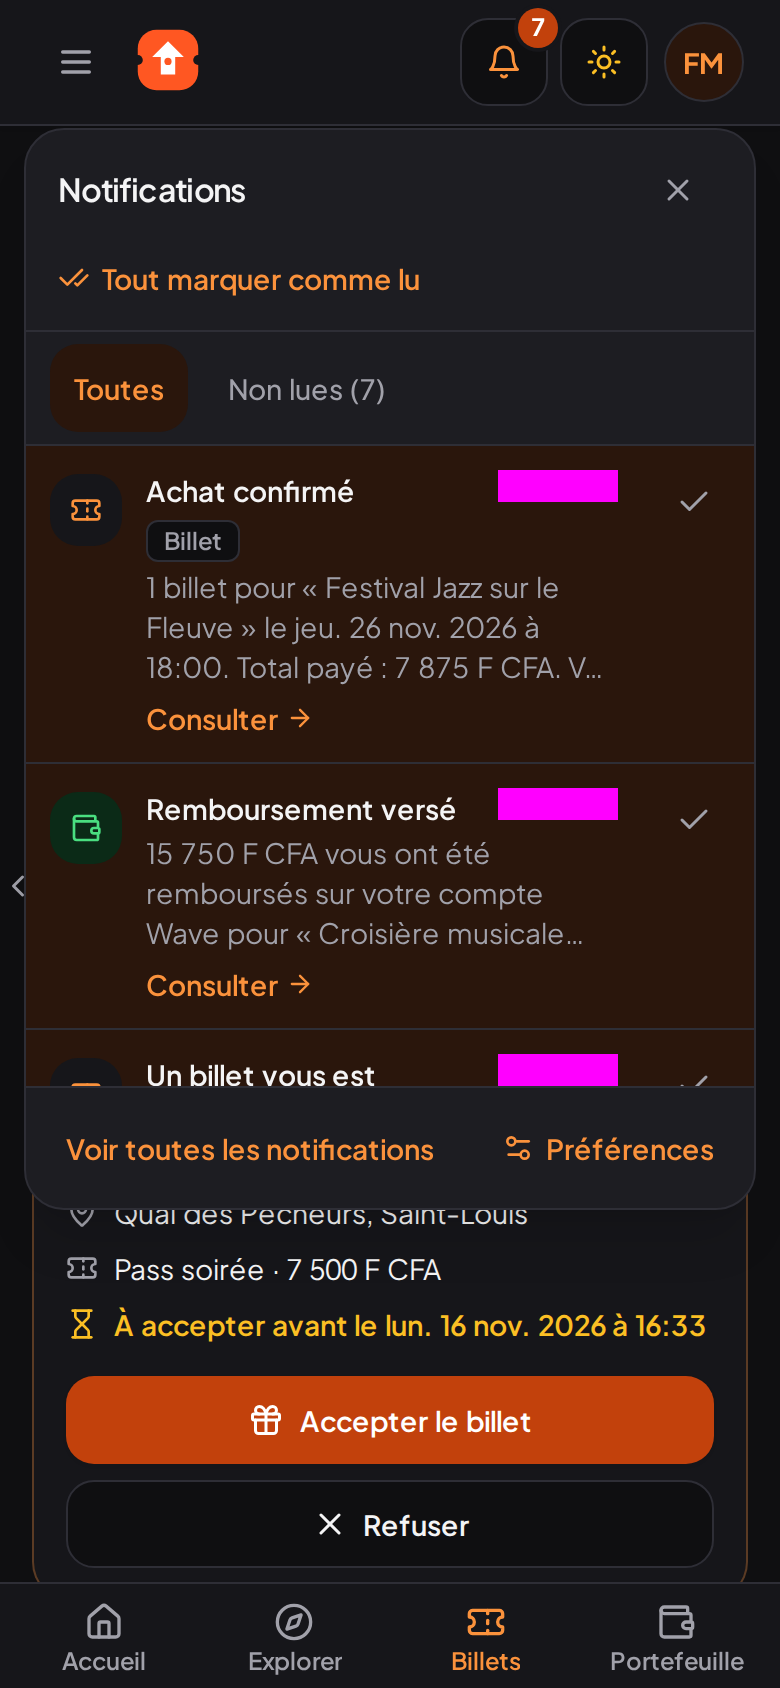 7
FM
Notifications
Tout marquer comme lu
Toutes
Non lues (7)
Achat confirmé
Billet
1 billet pour « Festival Jazz sur le
Fleuve » le jeu. 26 nov. 2026 à
18:00. Total payé : 7 875 F CFA. V...
Consulter →
Remboursement versé
15 750 F CFA vous ont été
remboursés sur votre compte
Wave pour « Croisière musicale...
Consulter →
Un billet vous est
Voir toutes les notifications
Préférences
Quai des Pêcheurs, Saint-Louis
Pass soirée · 7 500 F CFA
À accepter avant le lun. 16 nov. 2026 à 16:33
Accepter le billet
Refuser
Accueil
Explorer
Billets
Portefeuille